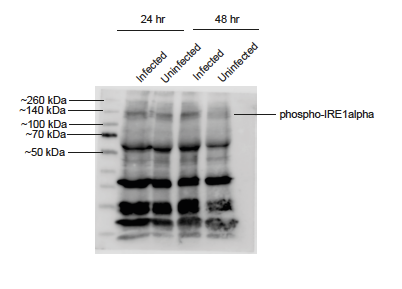 24 hr
48 hr
Infected
Uninfected
Infected
Uninfected
~260 kDa
~140 kDa
~100 kDa
~70 kDa
~50 kDa
phospho-IRE1alpha